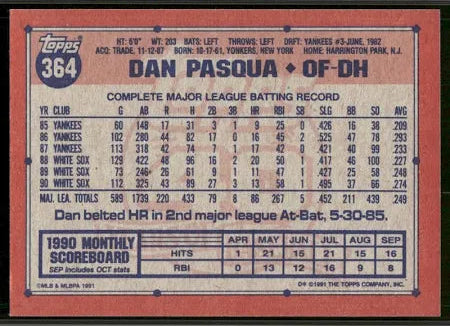 topps
364
HT: 6'0" WT: 203 BATS: LEFT THROWS: LEFT DRFT: YANKEES #3-JUNE, 1982
ACQ: TRADE, 11-12-87 BORN: 10-17-61, YONKERS, NEW YORK HOME: HARRINGTON PARK, N.J.
DAN PASQUA ♦ OF-DH
COMPLETE MAJOR LEAGUE BATTING RECORD
YR CLUB G AB R H 2B 3B HR RBI SB SLG BB SO AVG
85 YANKEES 60 148 17 31 3 1 9 25 0 .426 16 38 .209
86 YANKEES 102 280 44 82 17 0 16 45 2 .525 47 78 .293
87 YANKEES 113 318 42 74 7 1 17 42 0 .421 40 99 .233
88 WHITE SOX 129 422 48 96 16 2 20 50 1 .417 46 100 .227
89 WHITE SOX 73 246 26 61 9 1 11 47 1 .427 25 58 .248
90 WHITE SOX 112 325 43 89 27 3 13 58 1 .495 37 66 .274
MAJ. LEA. TOTALS 589 1739 220 433 79 8 86 267 5 .452 211 439 .249
Dan belted HR in 2nd major league At-Bat, 5-30-85.
1990 MONTHLY SCOREBOARD APR MAY JUN JUL AUG SEP
HITS 1 21 15 21 15 16
SEP Includes OCT stats RBI 0 13 12 16 9 8
©MLB & MLBPA 1991 D* ©1991 THE TOPPS COMPANY, INC.